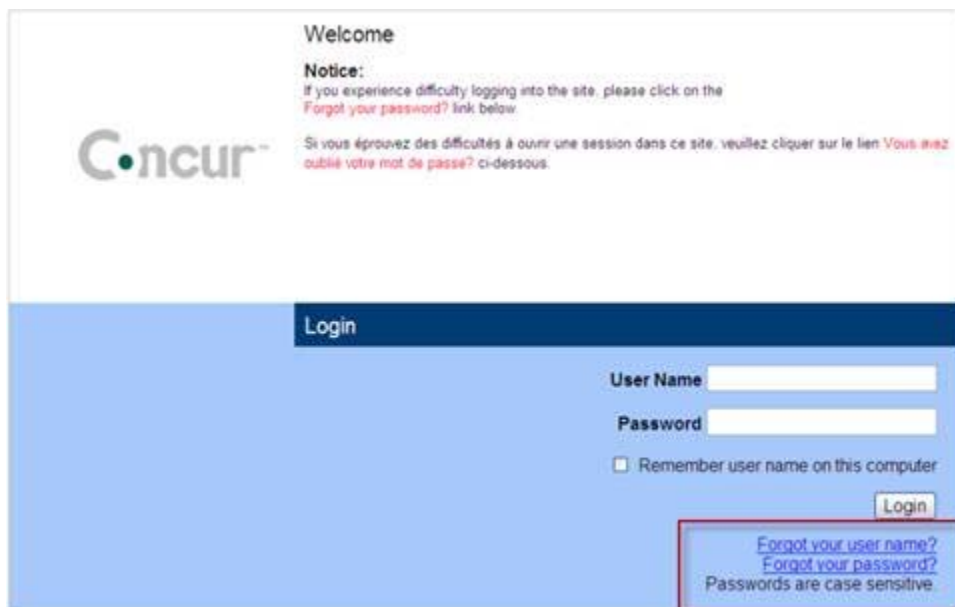 Welcome
Notice:
If you experience difficulty logging into the site, please click on the
Forgot your password? link below.
Si vous éprouvez des difficultés à ouvrir une session dans ce site, veuillez cliquer sur le lien Vous avez
oublié votre mot de passe? ci-dessous.
Concur™
Login
User Name
Password
Remember user name on this computer
Login
Forgot your user name?
Forgot your password?
Passwords are case sensitive.